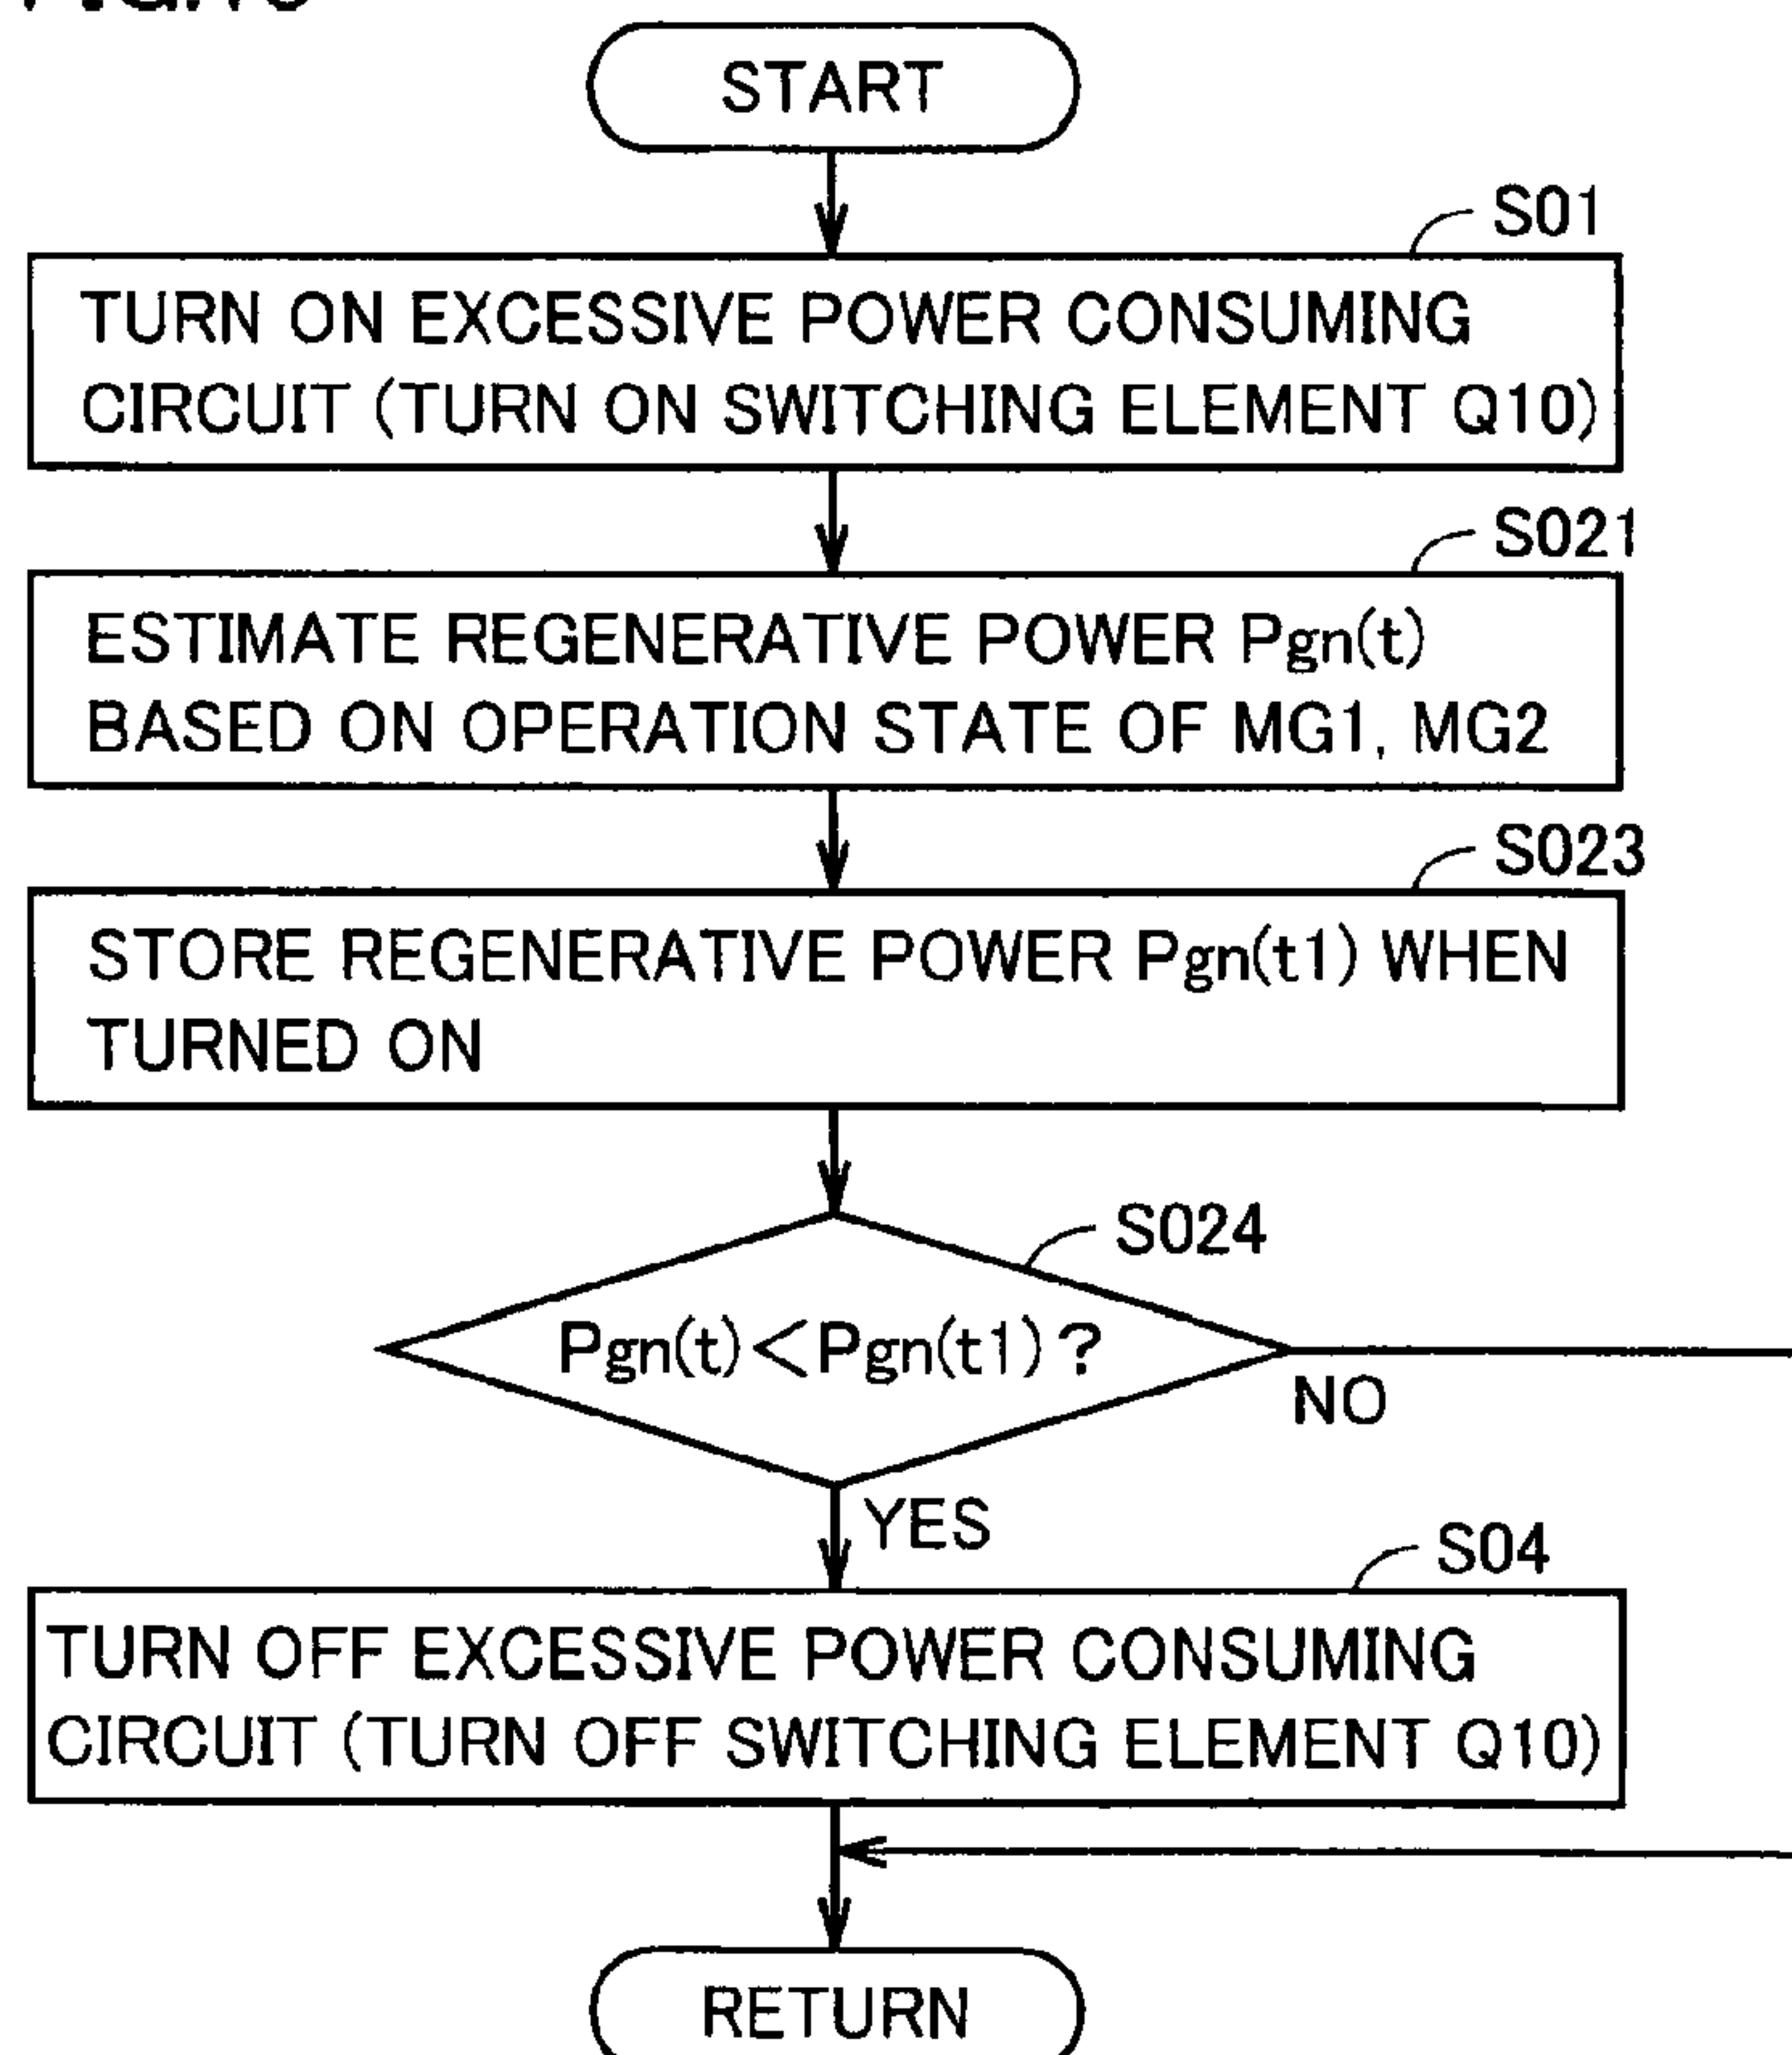 START
S01
TURN ON EXCESSIVE POWER CONSUMING
CIRCUIT (TURN ON SWITCHING ELEMENT Q10)
S021
ESTIMATE REGENERATIVE POWER Pgn(t)
BASED ON OPERATION STATE OF MG1, MG2
S023
STORE REGENERATIVE POWER Pgn(t1) WHEN
TURNED ON
S024
Pgn(t)<Pgn(t1)?
NO
YES
S04
TURN OFF EXCESSIVE POWER CONSUMING
CIRCUIT (TURN OFF SWITCHING ELEMENT Q10)
RETURN